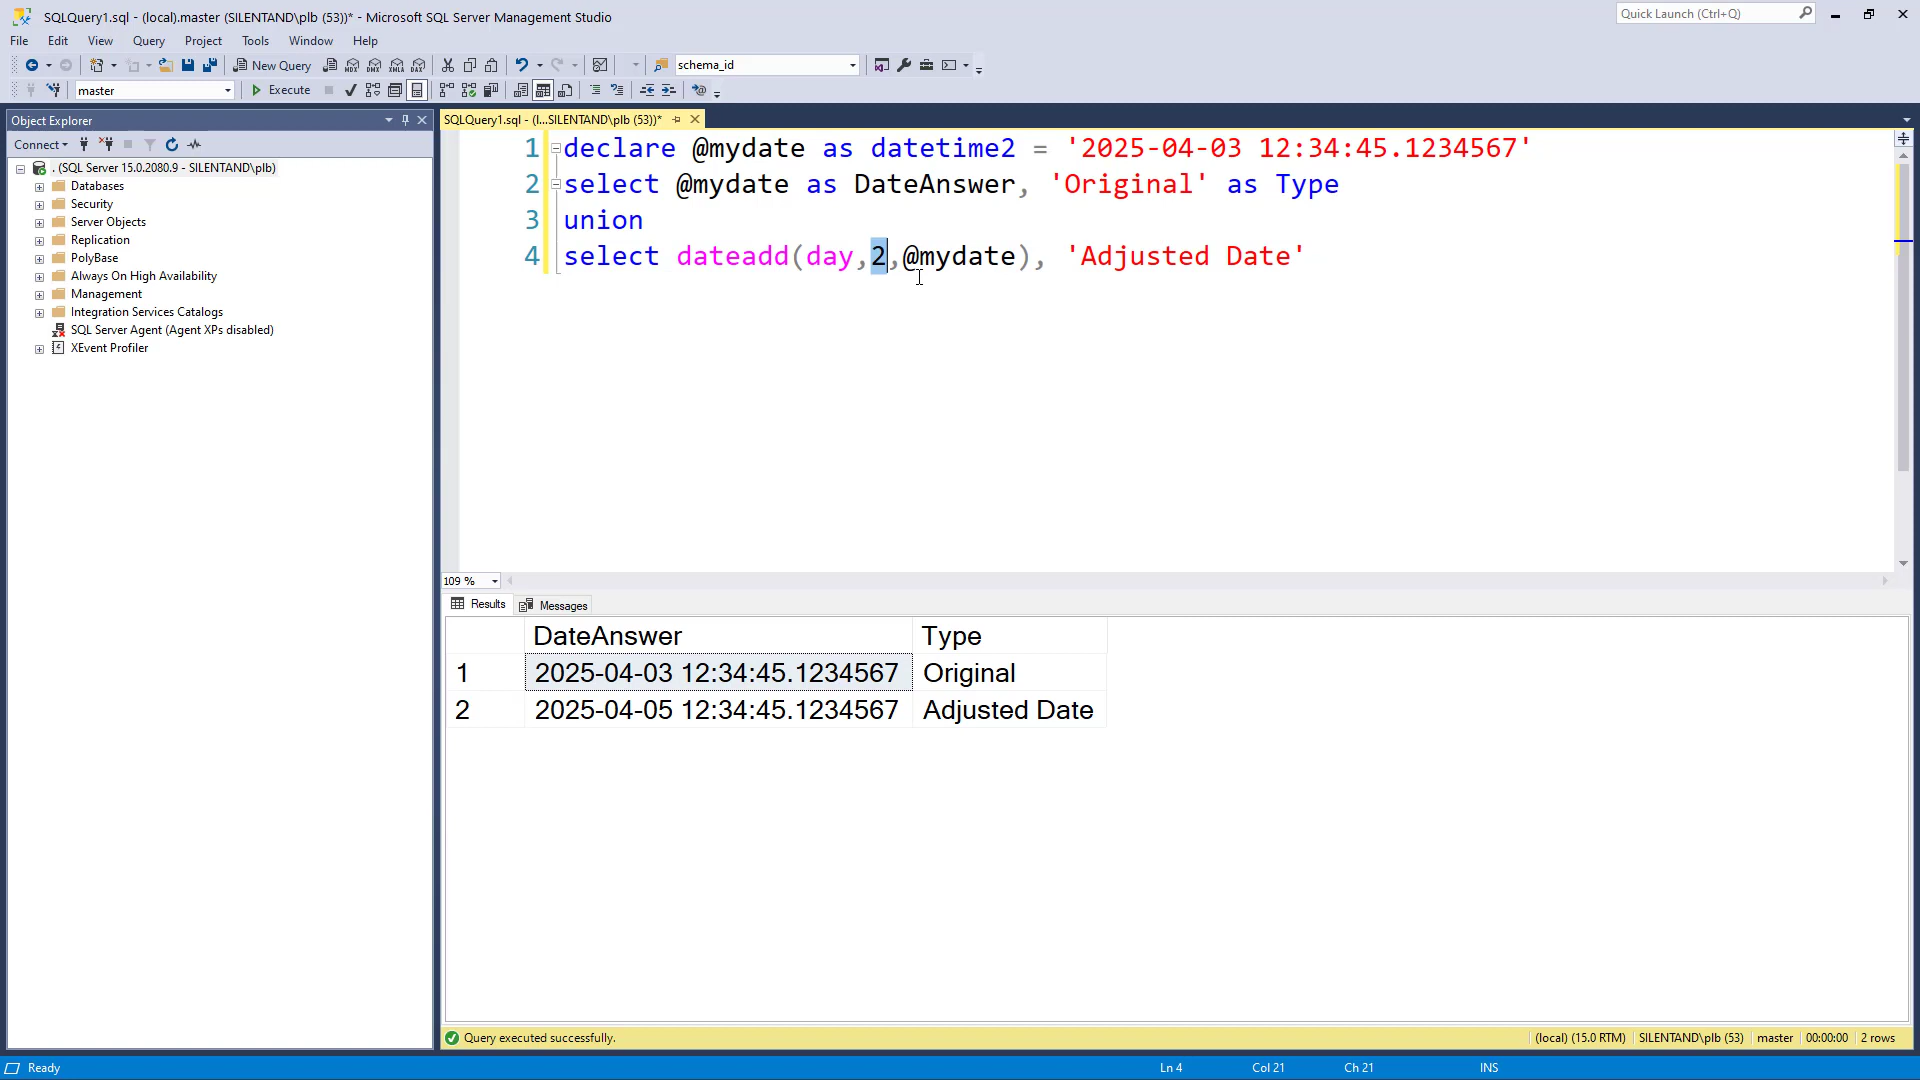 SQLQuery1.sql - (local).master (SILENTAND\plb (53))* - Microsoft SQL Server Management Studio
Quick Launch (Ctrl+Q)
File Edit View Query Project Tools Window Help
New Query
schema_id
master
Execute
Object Explorer
Connect
. (SQL Server 15.0.2080.9 - SILENTAND\plb)
Databases
Security
Server Objects
Replication
PolyBase
Always On High Availability
Management
Integration Services Catalogs
SQL Server Agent (Agent XPs disabled)
XEvent Profiler
SQLQuery1.sql - (l...SILENTAND\plb (53))*
1 declare @mydate as datetime2 = '2025-04-03 12:34:45.1234567'
2 select @mydate as DateAnswer, 'Original' as Type
3 union
4 select dateadd(day,2,@mydate), 'Adjusted Date'
109 %
Results Messages
DateAnswer Type
1 2025-04-03 12:34:45.1234567 Original
2 2025-04-05 12:34:45.1234567 Adjusted Date
Query executed successfully.
(local) (15.0 RTM) SILENTAND\plb (53) master 00:00:00 2 rows
Ready
Ln 4 Col 21 Ch 21 INS